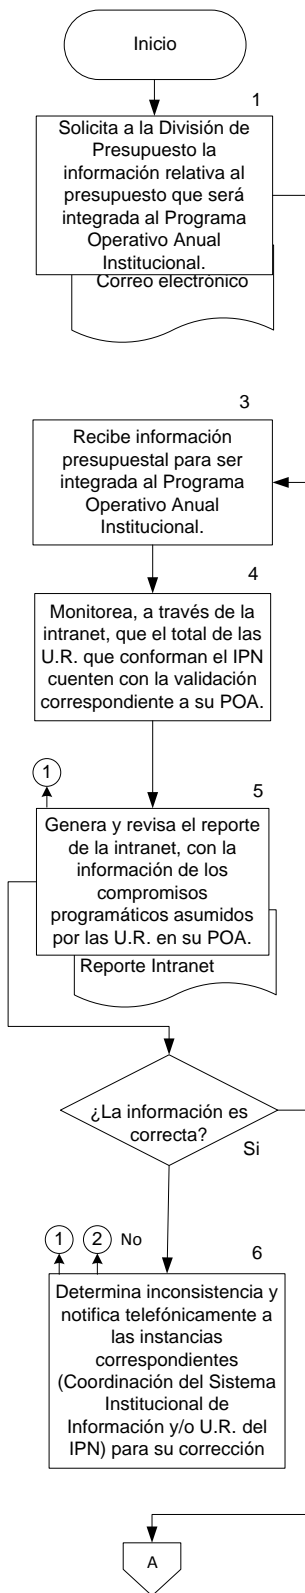 Inicio
1
Solicita a la División de
Presupuesto la
información relativa al
presupuesto que será
integrada al Programa
Operativo Anual
Institucional.
Correo electrónico
3
Recibe información
presupuestal para ser
integrada al Programa
Operativo Anual
Institucional.
4
Monitorea, a través de la
intranet, que el total de las
U.R. que conforman el IPN
cuenten con la validación
correspondiente a su POA.
1
5
Genera y revisa el reporte
de la intranet, con la
información de los
compromisos
programáticos asumidos
por las U.R. en su POA.
Reporte Intranet
¿La información es
correcta?
Si
1 2 No
6
Determina inconsistencia y
notifica telefónicamente a
las instancias
correspondientes
(Coordinación del Sistema
Institucional de
Información y/o U.R. del
IPN) para su corrección
A